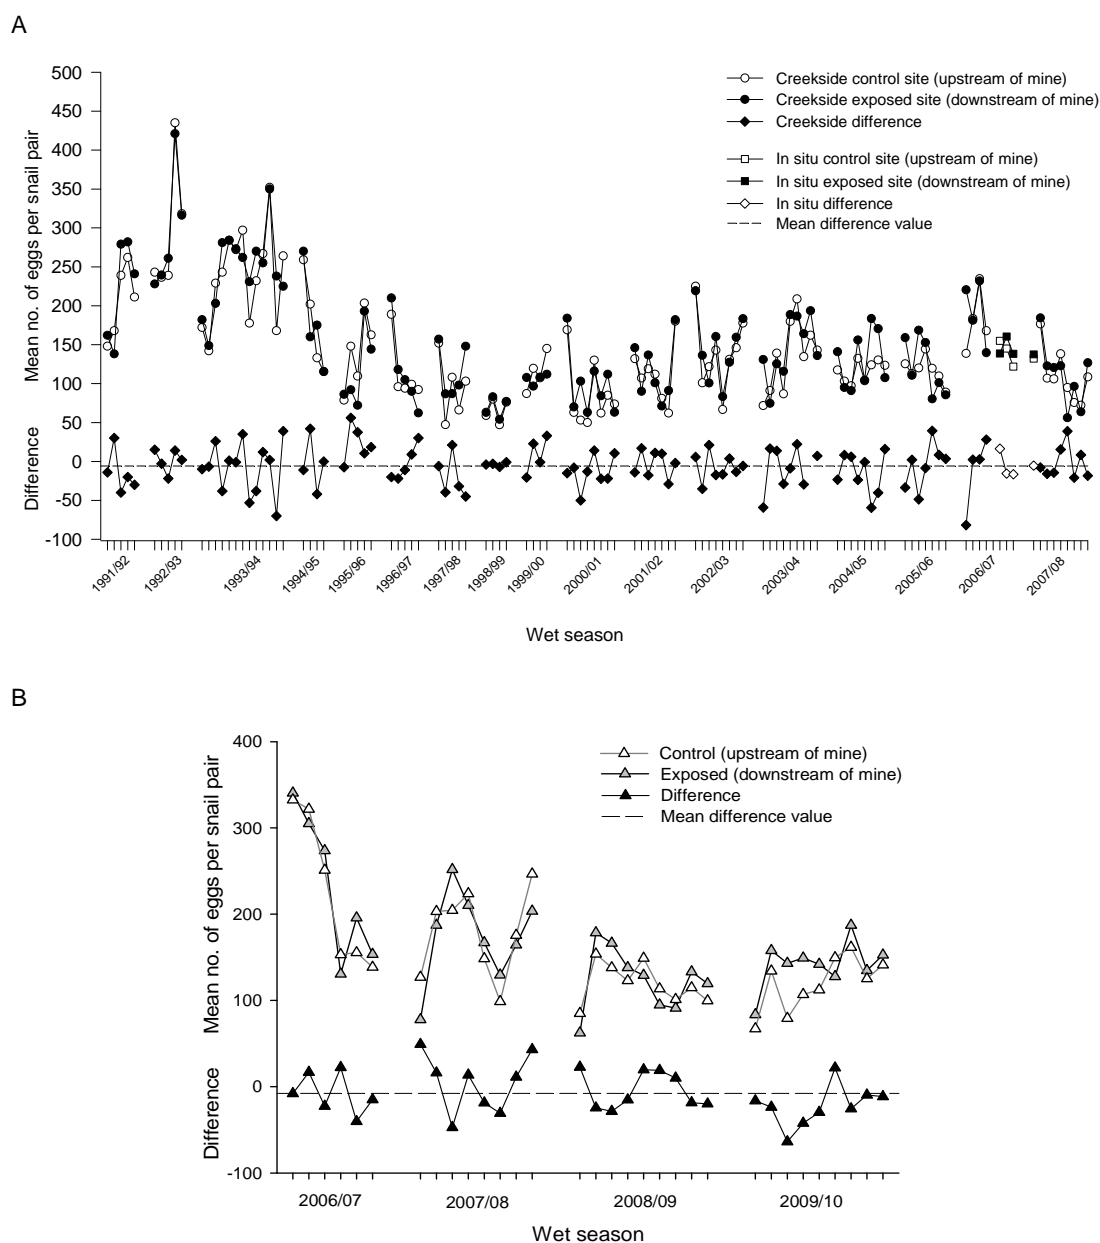 A
500
450
400
350
300
250
200
150
100
50
0
-50
-100
Mean no. of eggs per snail pair
Difference
Creekside control site (upstream of mine)
Creekside exposed site (downstream of mine)
Creekside difference
In situ control site (upstream of mine)
In situ exposed site (downstream of mine)
In situ difference
Mean difference value
1991/92
1992/93
1993/94
1994/95
1995/96
1996/97
1997/98
1998/99
1999/00
2000/01
2001/02
2002/03
2003/04
2004/05
2005/06
2006/07
2007/08
Wet season
B
400
300
200
100
0
-100
Mean no. of eggs per snail pair
Difference
Control (upstream of mine)
Exposed (downstream of mine)
Difference
Mean difference value
2006/07
2007/08
2008/09
2009/10
Wet season